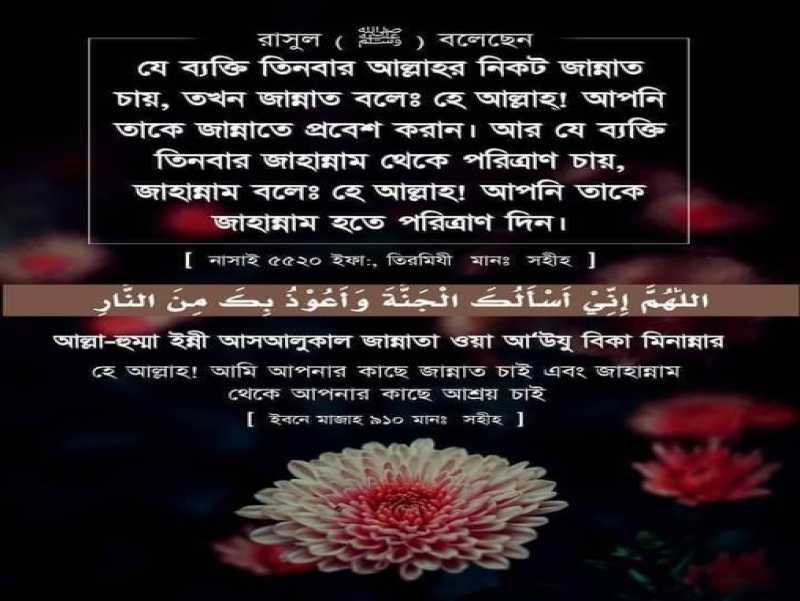 রাসুল ( ﷺ ) বলেছেন
যে ব্যক্তি তিনবার আল্লাহর নিকট জান্নাত
চায়, তখন জান্নাত বলেঃ হে আল্লাহ্! আপনি
তাকে জান্নাতে প্রবেশ করান। আর যে ব্যক্তি
তিনবার জাহান্নাম থেকে পরিত্রাণ চায়,
জাহান্নাম বলেঃ হে আল্লাহ! আপনি তাকে
জাহান্নাম হতে পরিত্রাণ দিন।
[ নাসাই ৫৫২০ ইফা:, তিরমিযী মানঃ সহীহ ]
اللّٰهُمَّ إِنِّيْ اَسْأَلُكَ الْجَنَّةَ وَاَعُوْذُ بِكَ مِنَ النَّارِ
আল্লা-হুম্মা ইন্নী আসআলুকাল জান্নাতা ওয়া আ‘উযু বিকা মিনান্নার
হে আল্লাহ! আমি আপনার কাছে জান্নাত চাই এবং জাহান্নাম
থেকে আপনার কাছে আশ্রয় চাই
[ ইবনে মাজাহ ৯১০ মানঃ সহীহ ]